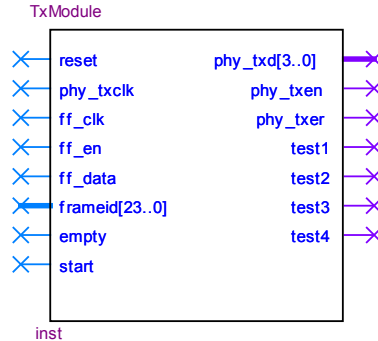 TxModule
reset phy_txd[3..0]
phy_txclk phy_txen
ff_clk phy_txer
ff_en test1
ff_data test2
frameid[23..0] test3
empty test4
start
inst